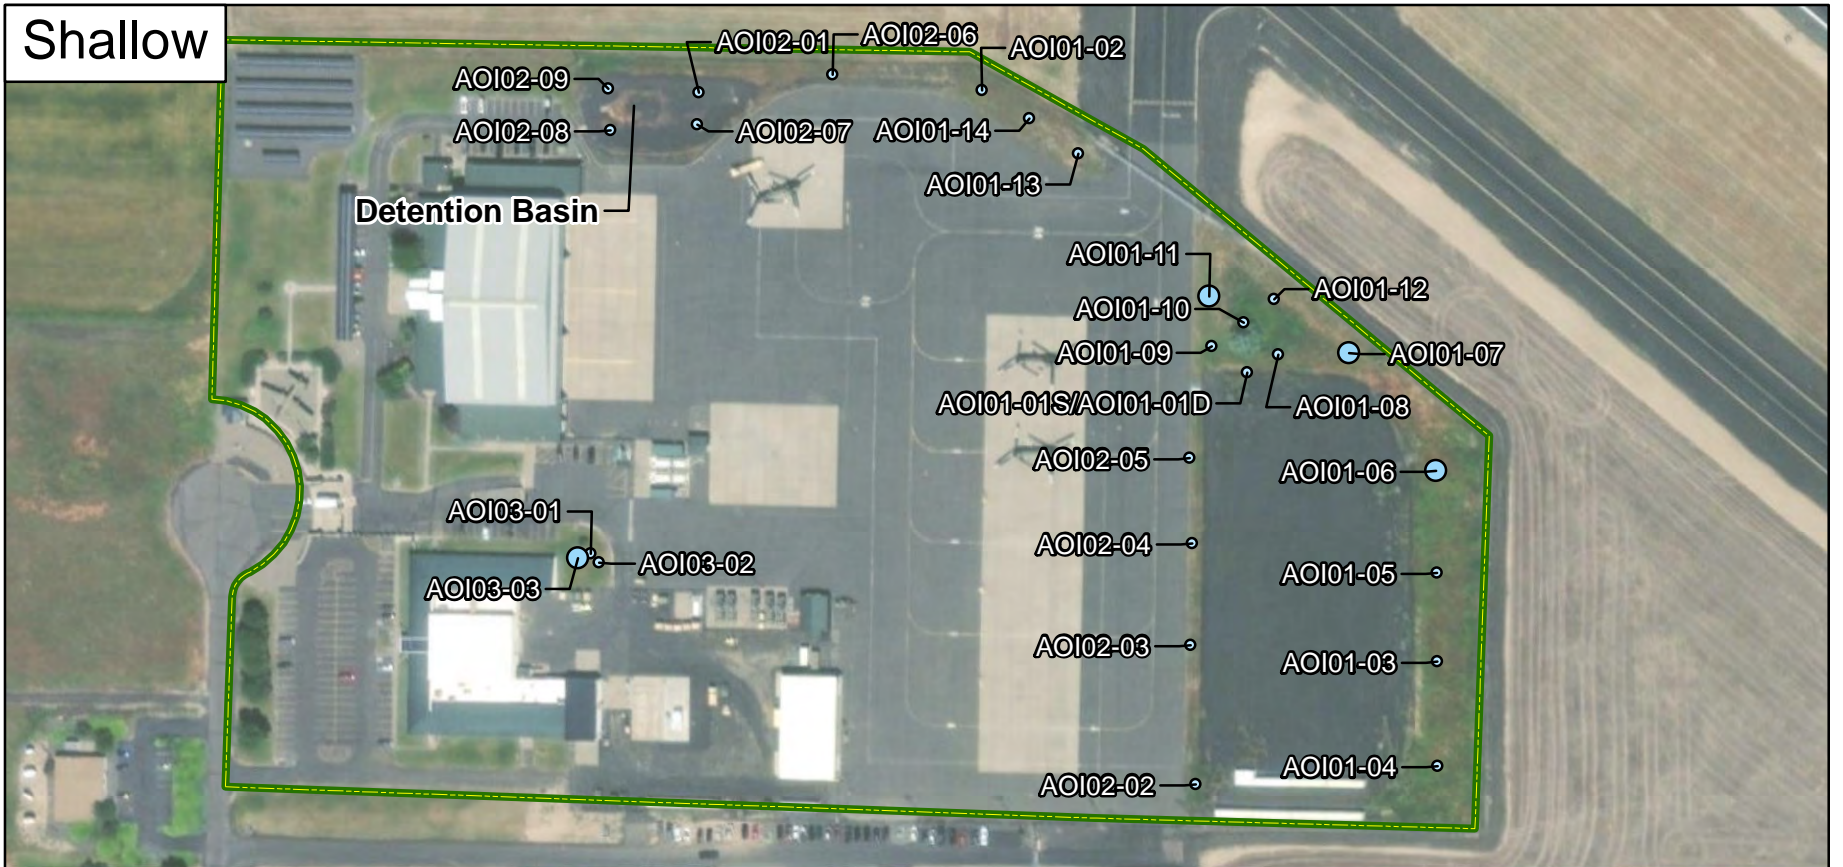 Shallow
AOI02-01
AOI02-06
AOI01-02
AOI02-09
AOI02-08
AOI02-07
AOI01-14
AOI01-13
Detention Basin
AOI01-11
AOI01-12
AOI01-10
AOI01-09
AOI01-07
AOI01-01S/AOI01-01D
AOI01-08
AOI02-05
AOI01-06
AOI03-01
AOI02-04
AOI03-02
AOI01-05
AOI03-03
AOI02-03
AOI01-03
AOI01-04
AOI02-02